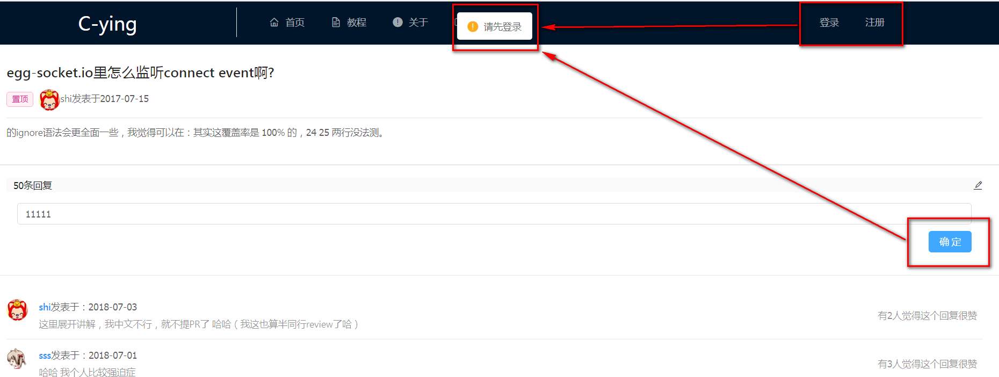 C-ying
首页 教程 关于 请先登录 登录 注册
egg-socket.io里怎么监听connect event啊?
置顶 shi发表于2017-07-15
的ignore语法会更全面一些，我觉得可以在：其实这覆盖率是 100% 的，24 25 两行没法测。
50条回复
11111
确 定
shi发表于：2018-07-03
这里展开讲解，我中文不行，就不提PR了 哈哈（我这也算半同行review了哈）
有2人觉得这个回复很赞
sss发表于：2018-07-01
哈哈 我个人比较强迫症
有3人觉得这个回复很赞